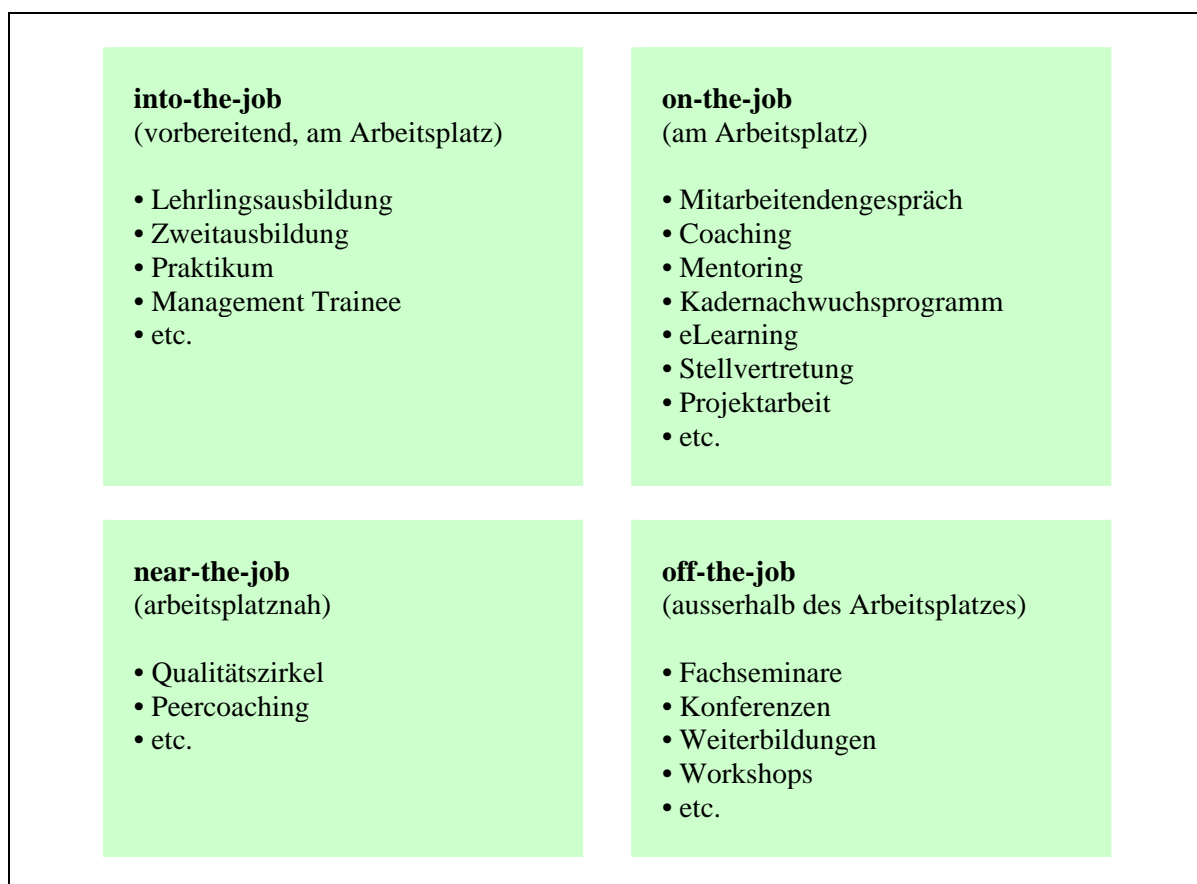 into-the-job
(vorbereitend, am Arbeitsplatz)
• Lehrlingsausbildung
• Zweitausbildung
• Praktikum
• Management Trainee
• etc.
on-the-job
(am Arbeitsplatz)
• Mitarbeitendengespräch
• Coaching
• Mentoring
• Kadernachwuchsprogramm
• eLearning
• Stellvertretung
• Projektarbeit
• etc.
near-the-job
(arbeitsplatznah)
• Qualitätszirkel
• Peercoaching
• etc.
off-the-job
(ausserhalb des Arbeitsplatzes)
• Fachseminare
• Konferenzen
• Weiterbildungen
• Workshops
• etc.